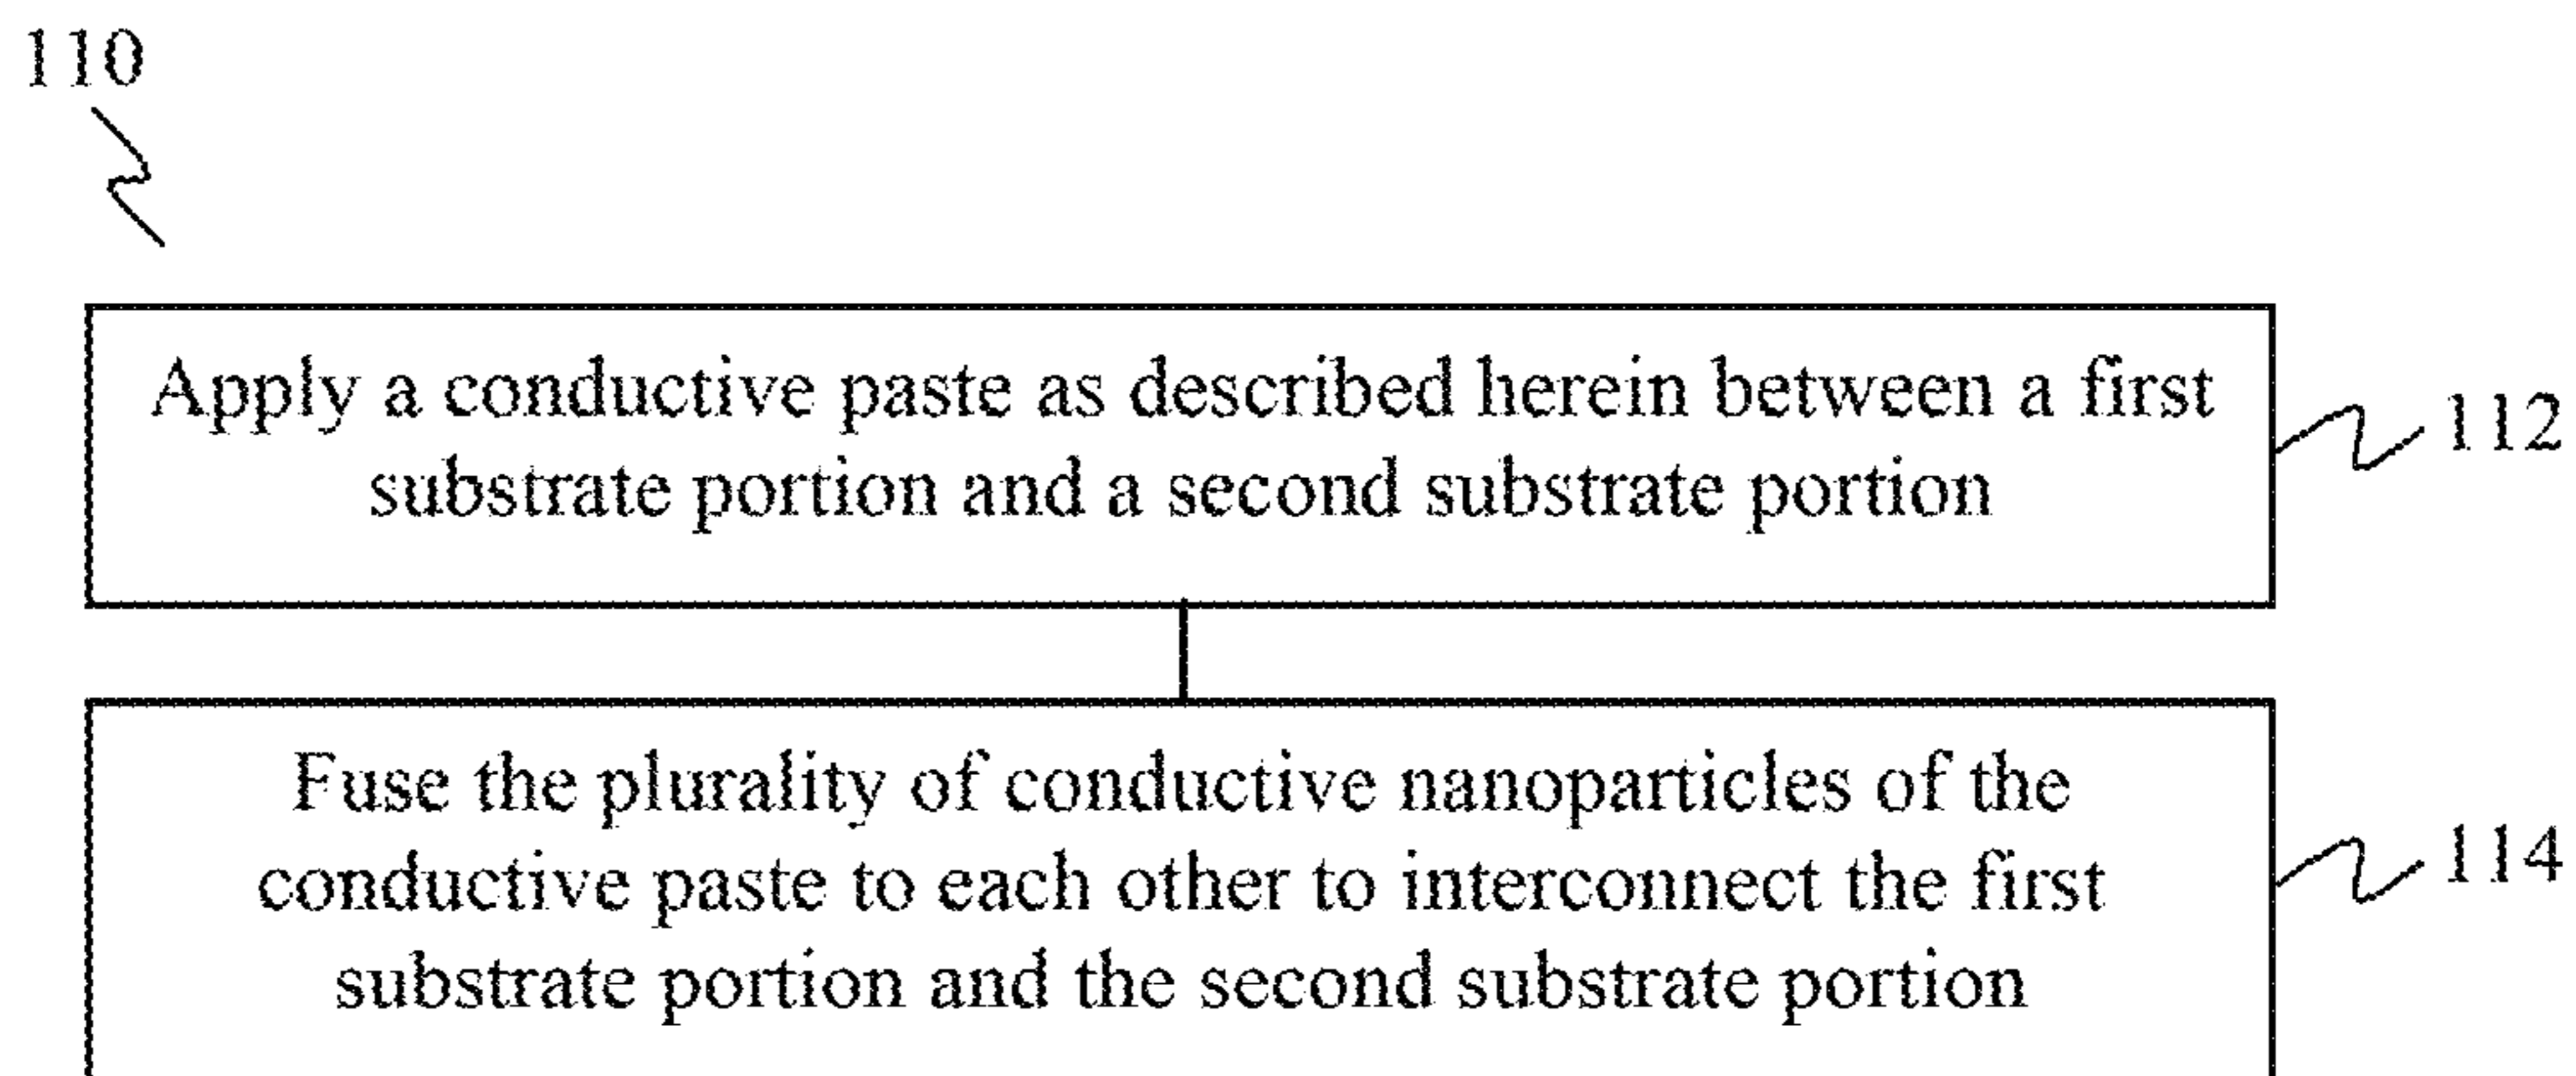 110
Apply a conductive paste as described herein between a first
substrate portion and a second substrate portion
112
Fuse the plurality of conductive nanoparticles of the
conductive paste to each other to interconnect the first
substrate portion and the second substrate portion
114